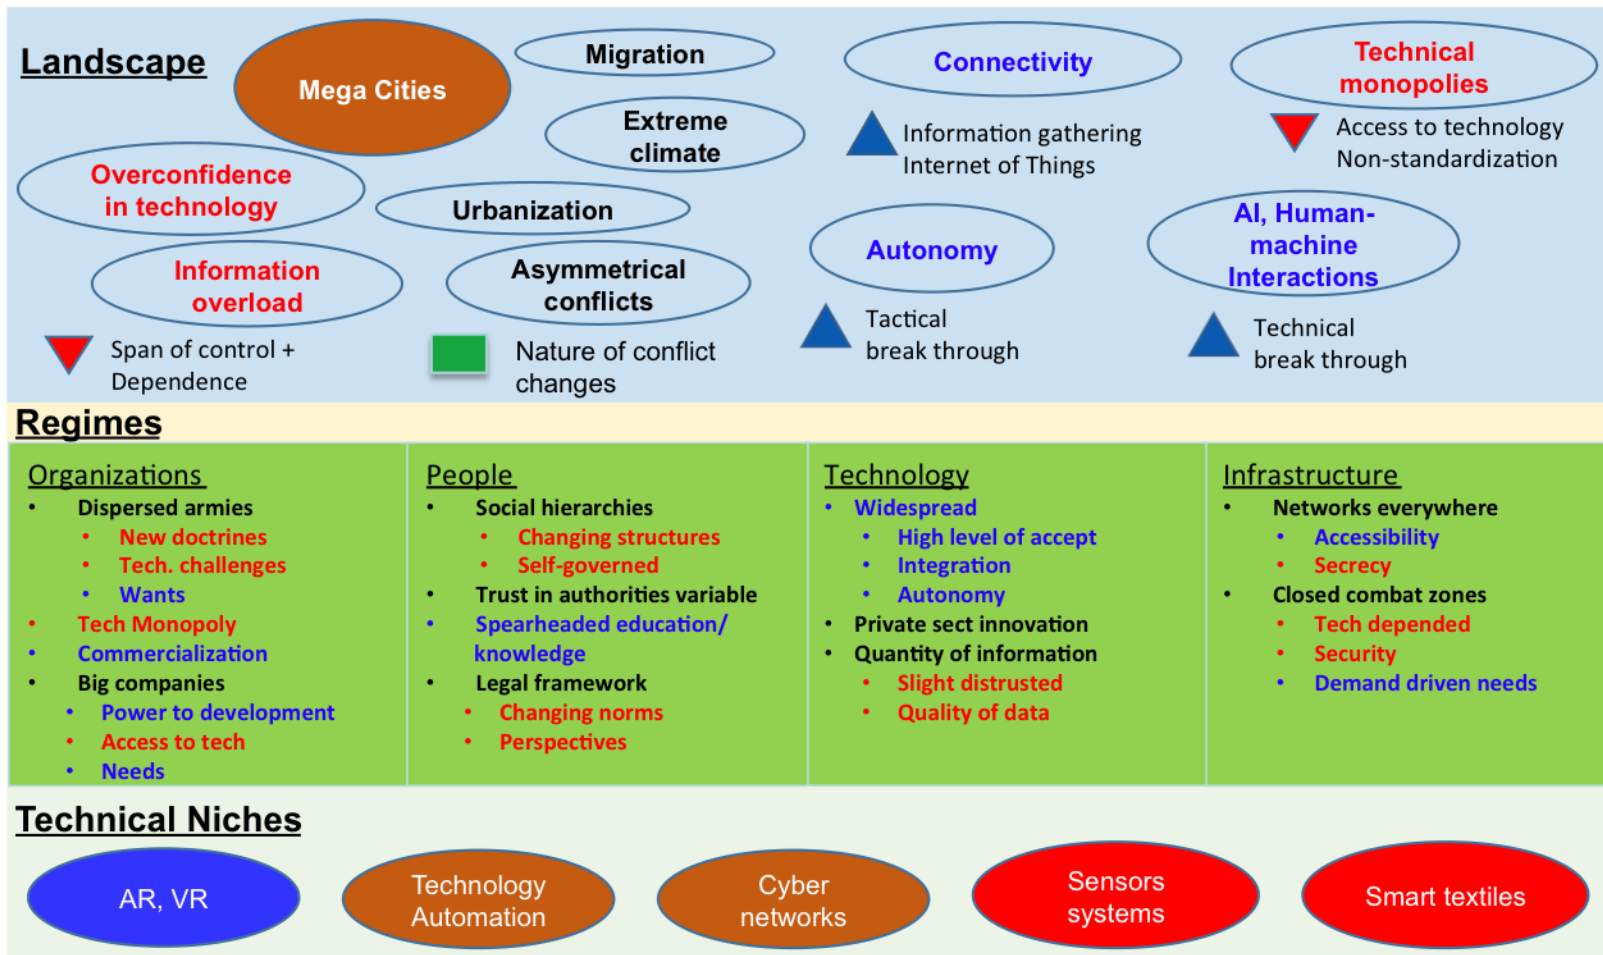 Landscape
Mega Cities
Migration
Connectivity
Technical
monopolies
Extreme
climate
Information gathering
Internet of Things
Access to technology
Non-standardization
Overconfidence
in technology
Urbanization
Autonomy
AI, Human-
machine
Interactions
Information
overload
Asymmetrical
conflicts
Span of control +
Dependence
Nature of conflict
changes
Tactical
break through
Technical
break through
Regimes
Organizations
• Dispersed armies
• New doctrines
• Tech. challenges
• Wants
• Tech Monopoly
• Commercialization
• Big companies
• Power to development
• Access to tech
• Needs
People
• Social hierarchies
• Changing structures
• Self-governed
• Trust in authorities variable
• Spearheaded education/
knowledge
• Legal framework
• Changing norms
• Perspectives
Technology
• Widespread
• High level of accept
• Integration
• Autonomy
• Private sect innovation
• Quantity of information
• Slight distrusted
• Quality of data
Infrastructure
• Networks everywhere
• Accessibility
• Secrecy
• Closed combat zones
• Tech depended
• Security
• Demand driven needs
Technical Niches
AR, VR
Technology
Automation
Cyber
networks
Sensors
systems
Smart textiles